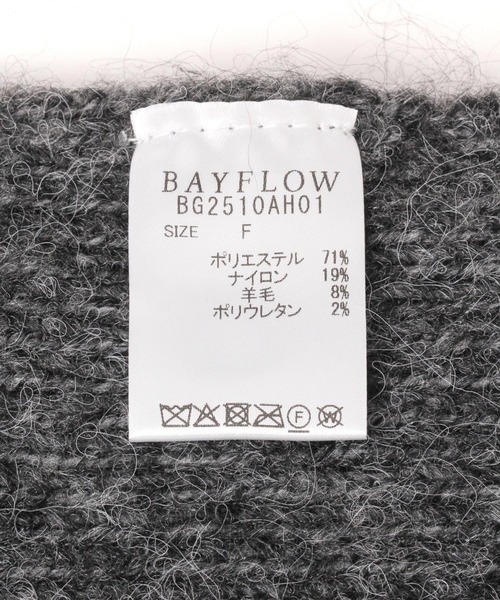 BAYFLOW
BG2510AH01
SIZE F
ポリエステル 71%
ナイロン 19%
羊毛 8%
ポリウレタン 2%
F W